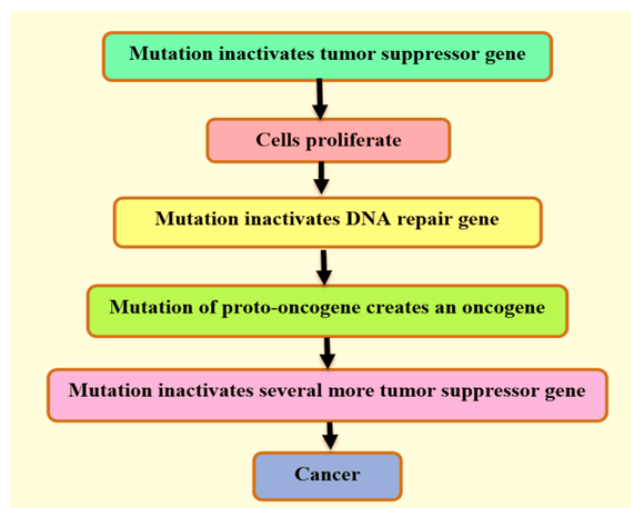 Mutation inactivates tumor suppressor gene
Cells proliferate
Mutation inactivates DNA repair gene
Mutation of proto-oncogene creates an oncogene
Mutation inactivates several more tumor suppressor gene
Cancer